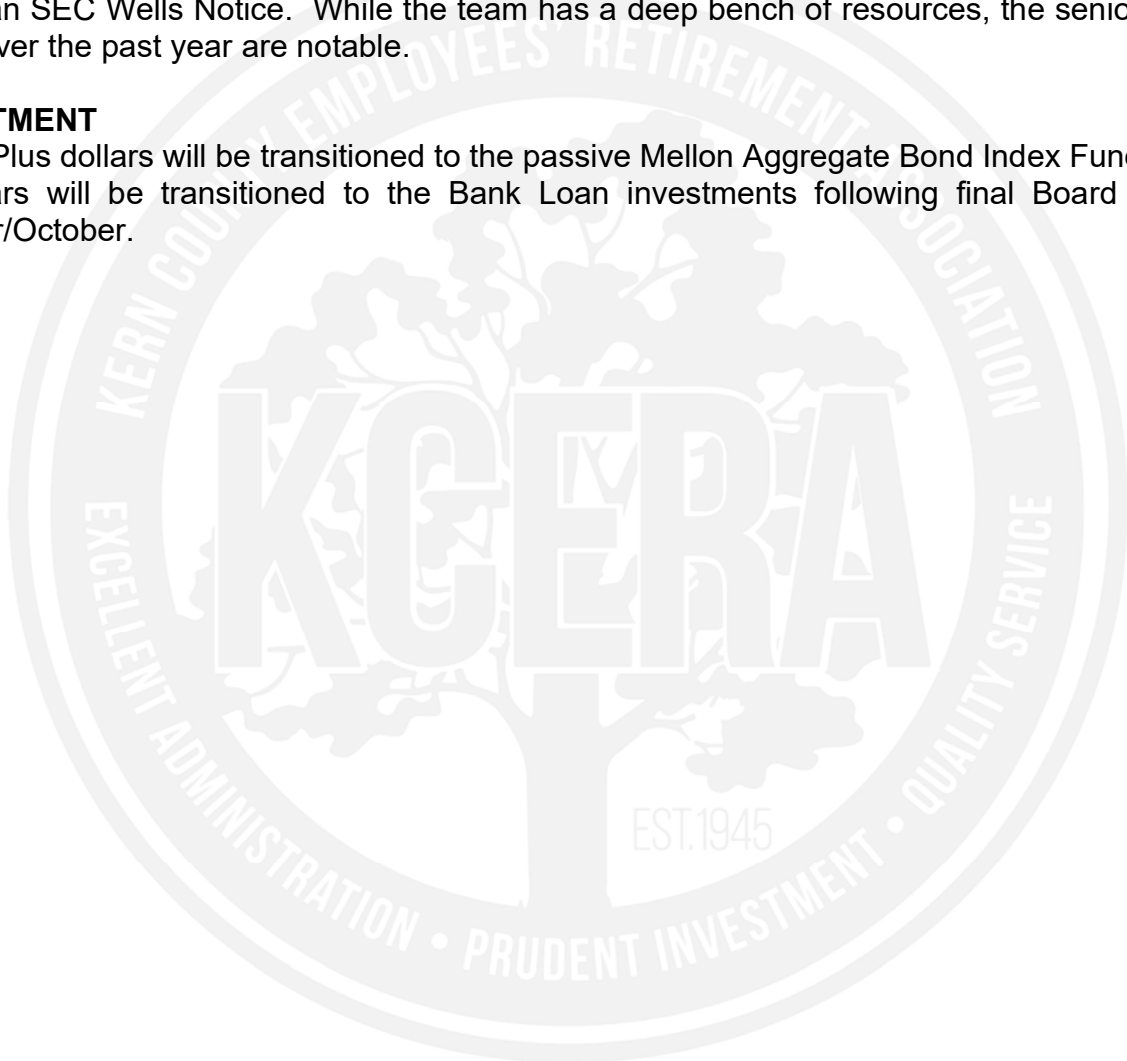 an SEC Wells Notice. While the team has a deep bench of resources, the senio
ver the past year are notable.
TMENT
Plus dollars will be transitioned to the passive Mellon Aggregate Bond Index Fun
rs will be transitioned to the Bank Loan investments following final Board
r/October.
KERN COUNTY EMPLOYEES' RETIREMENT ASSOCIATION
KCERA
EST.1945
EXCELLENT ADMINISTRATION • PRUDENT INVESTMENT • QUALITY SERVICE